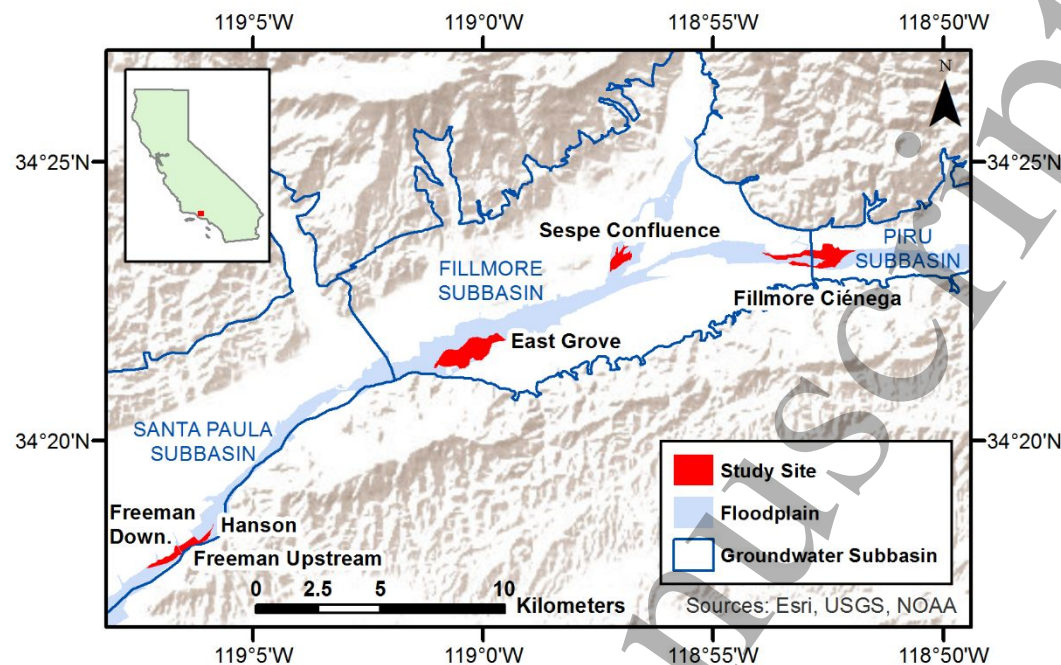 119°5'W
119°0'W
118°55'W
118°50'W
N
34°25'N
34°25'N
Sespe Confluence
PIRU
SUBBASIN
FILLMORE
SUBBASIN
Fillmore Ciénega
East Grove
34°20'N
34°20'N
SANTA PAULA
SUBBASIN
Study Site
Freeman
Down.
Hanson
Floodplain
Freeman Upstream
Groundwater Subbasin
0 2.5 5 10
Kilometers
Sources: Esri, USGS, NOAA
119°5'W
119°0'W
118°55'W
118°50'W
nuscrip